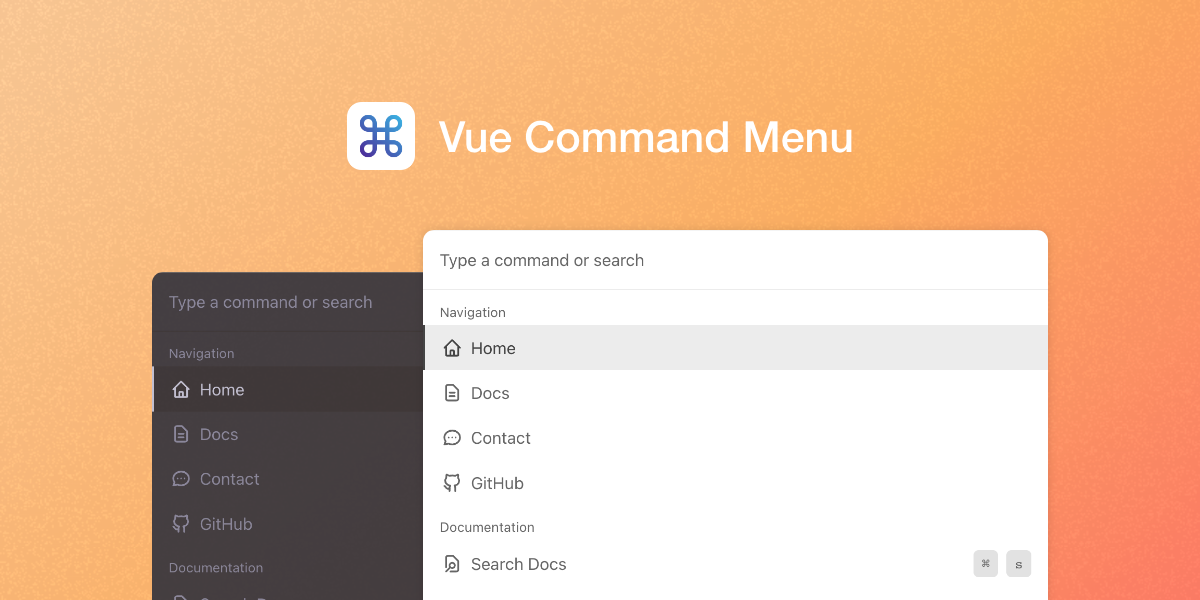 ⌘ Vue Command Menu
Type a command or search
Navigation
Home
Docs
Contact
GitHub
Documentation
Search Docs ⌘ s
Type a command or search
Navigation
Home
Docs
Contact
GitHub
Documentation